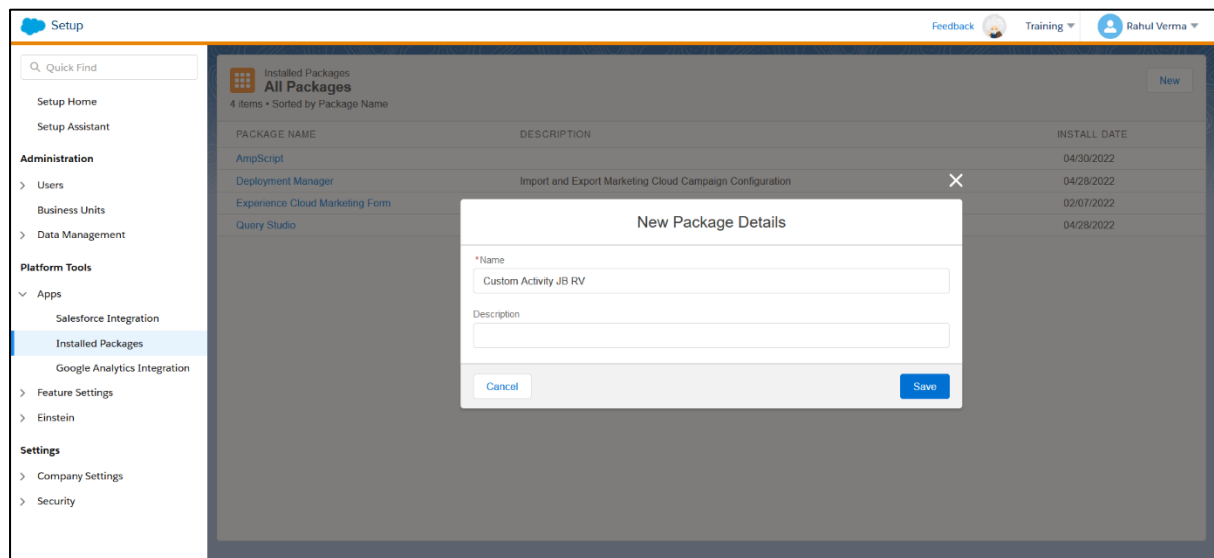 Setup
Feedback
Training
Rahul Verma
Quick Find
Setup Home
Setup Assistant
Administration
Users
Business Units
Data Management
Platform Tools
Apps
Salesforce Integration
Installed Packages
Google Analytics Integration
Feature Settings
Einstein
Settings
Company Settings
Security
Installed Packages
All Packages
New
4 items • Sorted by Package Name
PACKAGE NAME DESCRIPTION INSTALL DATE
AmpScript 04/30/2022
Deployment Manager Import and Export Marketing Cloud Campaign Configuration 04/28/2022
Experience Cloud Marketing Form 02/07/2022
Query Studio 04/28/2022
New Package Details
*Name
Custom Activity JB RV
Description
Cancel
Save